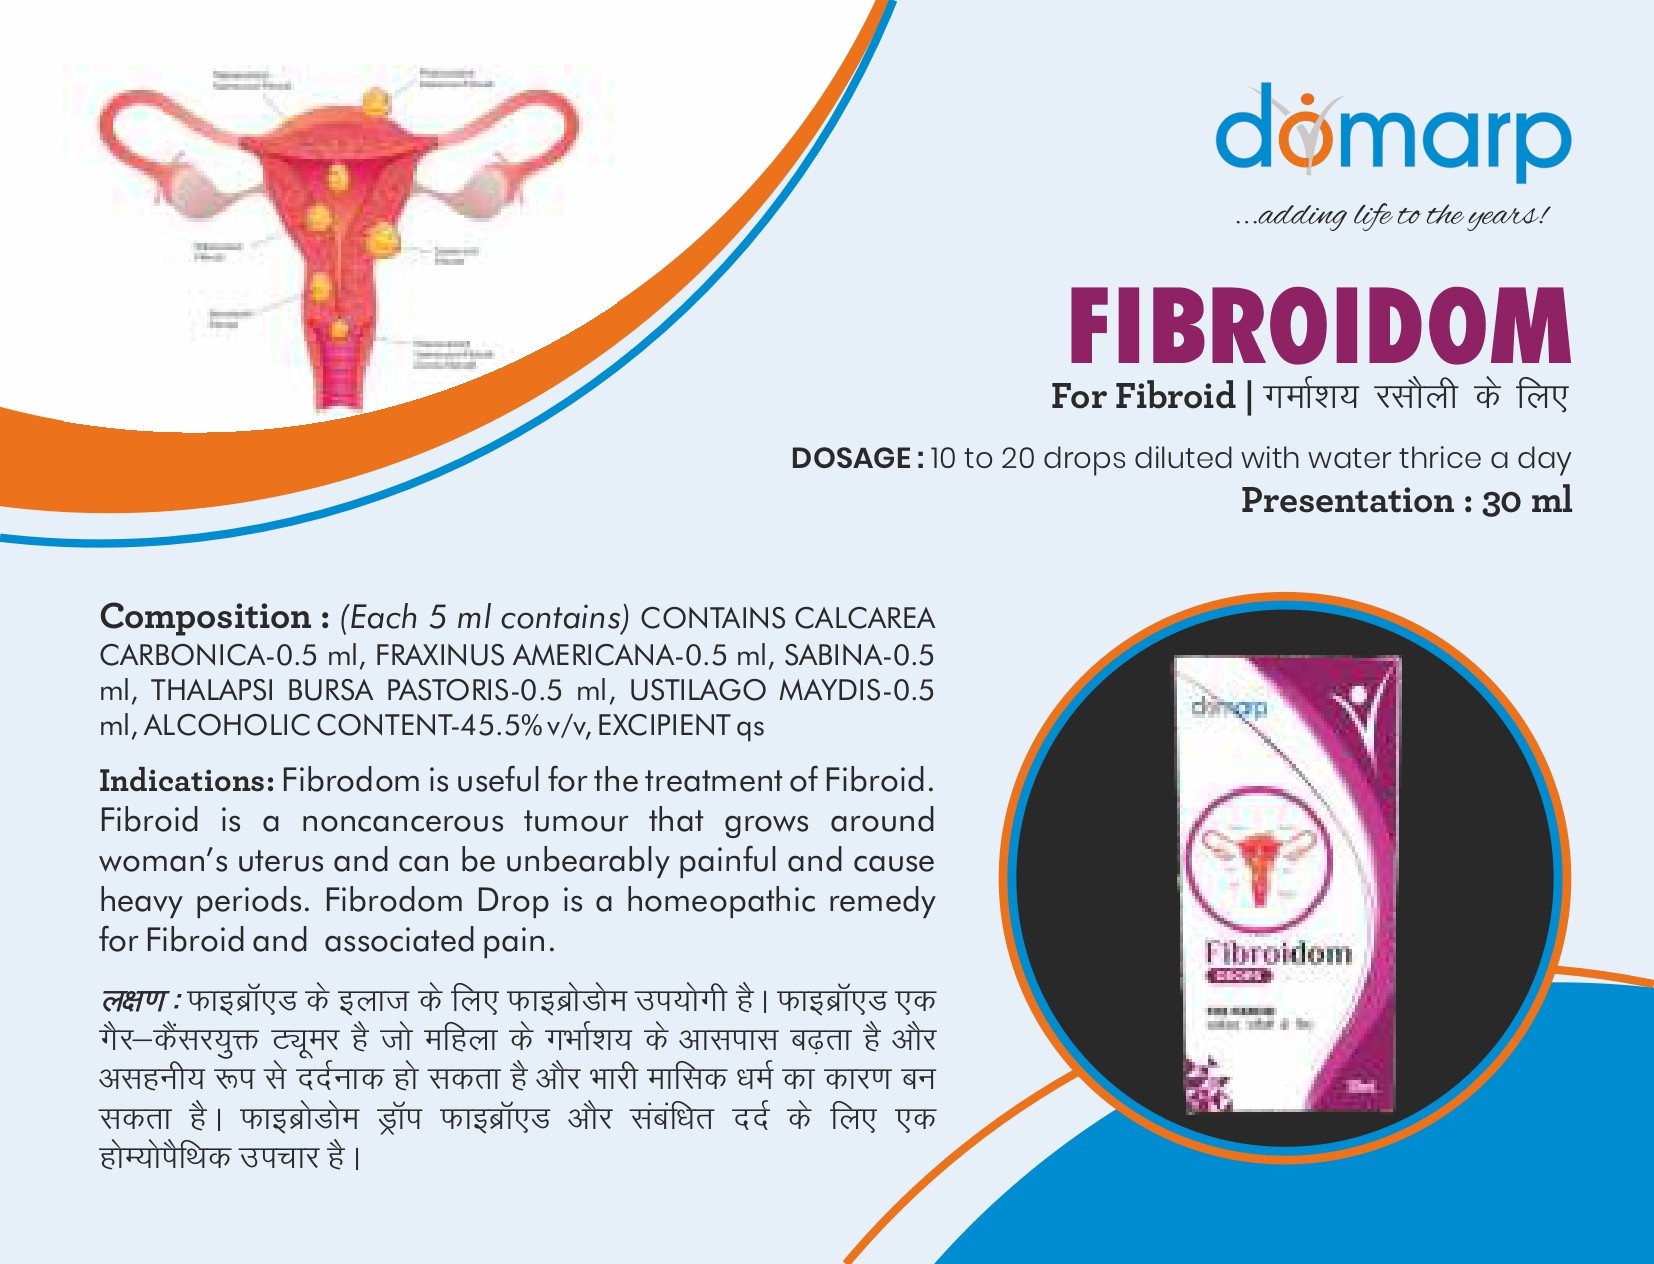 domarp
...adding life to the years!
FIBROIDOM
For Fibroid | गर्माशय रसौली के लिए
DOSAGE : 10 to 20 drops diluted with water thrice a day
Presentation : 30 ml
Composition : (Each 5 ml contains) CONTAINS CALCAREA
CARBONICA-0.5 ml, FRAXINUS AMERICANA-0.5 ml, SABINA-0.5
ml, THALAPSI BURSA PASTORIS-0.5 ml, USTILAGO MAYDIS-0.5
ml, ALCOHOLIC CONTENT-45.5% v/v, EXCIPIENT qs
Indications: Fibrodom is useful for the treatment of Fibroid.
Fibroid is a noncancerous tumour that grows around
woman's uterus and can be unbearably painful and cause
heavy periods. Fibrodom Drop is a homeopathic remedy
for Fibroid and associated pain.
लक्षण : फाइब्रॉएड के इलाज के लिए फाइब्रोडोम उपयोगी है। फाइब्रॉएड एक
गैर–कैंसरयुक्त ट्यूमर है जो महिला के गर्भाशय के आसपास बढ़ता है और
असहनीय रूप से दर्दनाक हो सकता है और भारी मासिक धर्म का कारण बन
सकता है। फाइब्रोडोम ड्रॉप फाइब्रॉएड और संबंधित दर्द के लिए एक
होम्योपैथिक उपचार है।
domarp
Fibroidom
DROPS